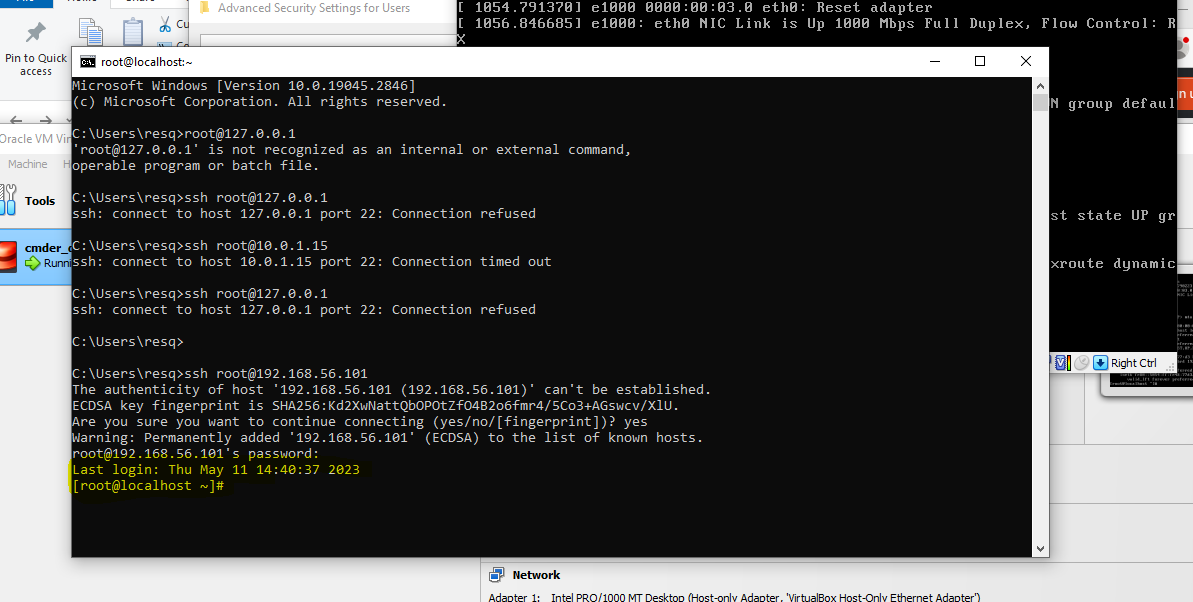 Home
Share
Advanced Security Settings for Users
[ 1054.791370] e1000 0000:00:03.0 eth0: Reset adapter
[ 1056.846685] e1000: eth0 NIC Link is Up 1000 Mbps Full Duplex, Flow Control: R
X
Pin to Quick
access
Cu
root@localhost:~
Microsoft Windows [Version 10.0.19045.2846]
(c) Microsoft Corporation. All rights reserved.
C:\Users\resq>root@127.0.0.1
'root@127.0.0.1' is not recognized as an internal or external command,
operable program or batch file.
C:\Users\resq>ssh root@127.0.0.1
ssh: connect to host 127.0.0.1 port 22: Connection refused
C:\Users\resq>ssh root@10.0.1.15
ssh: connect to host 10.0.1.15 port 22: Connection timed out
C:\Users\resq>ssh root@127.0.0.1
ssh: connect to host 127.0.0.1 port 22: Connection refused
C:\Users\resq>
C:\Users\resq>ssh root@192.168.56.101
The authenticity of host '192.168.56.101 (192.168.56.101)' can't be established.
ECDSA key fingerprint is SHA256:Kd2XwNattQbOPOtZfO4B2o6fmr4/5Co3+AGswcv/XlU.
Are you sure you want to continue connecting (yes/no/[fingerprint])? yes
Warning: Permanently added '192.168.56.101' (ECDSA) to the list of known hosts.
root@192.168.56.101's password:
Last login: Thu May 11 14:40:37 2023
[root@localhost ~]#
Oracle VM Vir
Machine H
Tools
cmder_c
Runni
N group defaul
st state UP gr
xroute dynamic
Right Ctrl
Network
Adapter 1: Intel PRO/1000 MT Desktop (Host-only Adapter, 'VirtualBox Host-Only Ethernet Adapter')